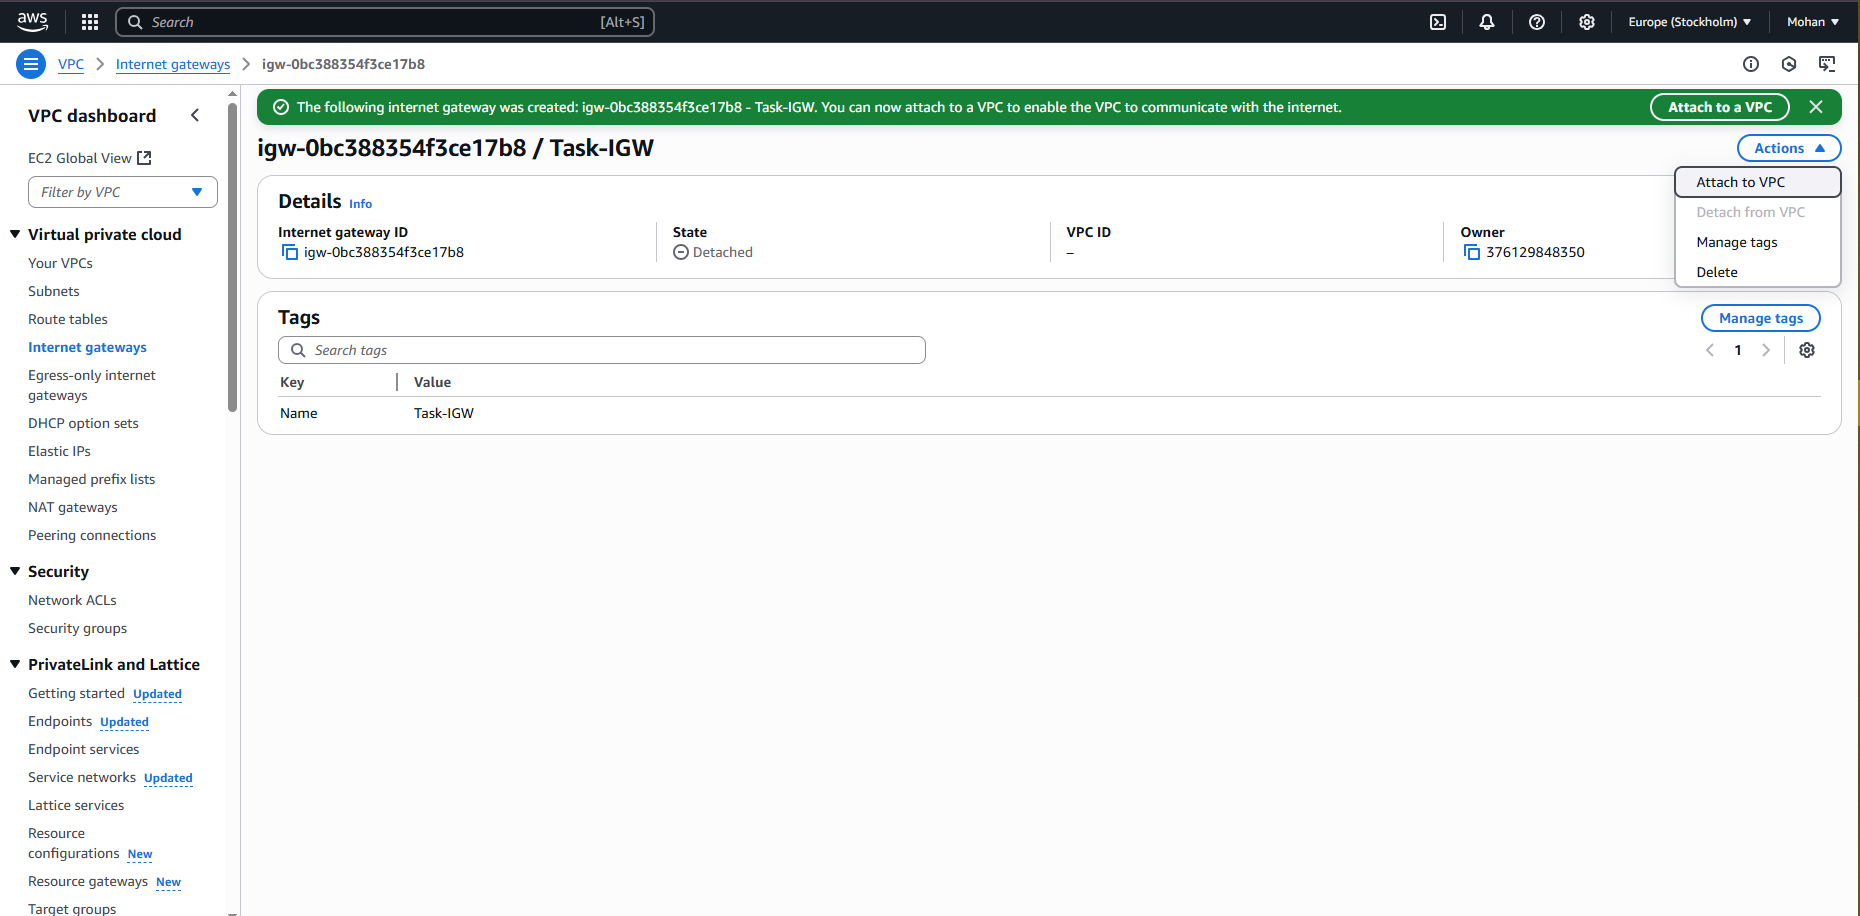 aws
Search
[Alt+S]
Europe (Stockholm)
Mohan
VPC
Internet gateways
igw-0bc388354f3ce17b8
VPC dashboard
EC2 Global View
Filter by VPC
Virtual private cloud
Your VPCs
Subnets
Route tables
Internet gateways
Egress-only internet
gateways
DHCP option sets
Elastic IPs
Managed prefix lists
NAT gateways
Peering connections
Security
Network ACLs
Security groups
PrivateLink and Lattice
Getting started Updated
Endpoints Updated
Endpoint services
Service networks Updated
Lattice services
Resource
configurations New
Resource gateways New
Target groups
The following internet gateway was created: igw-0bc388354f3ce17b8 - Task-IGW. You can now attach to a VPC to enable the VPC to communicate with the internet.
Attach to a VPC
igw-0bc388354f3ce17b8 / Task-IGW
Actions
Attach to VPC
Detach from VPC
Manage tags
Delete
Details Info
Internet gateway ID
igw-0bc388354f3ce17b8
State
Detached
VPC ID
–
Owner
376129848350
Tags
Manage tags
Search tags
1
Key Value
Name Task-IGW